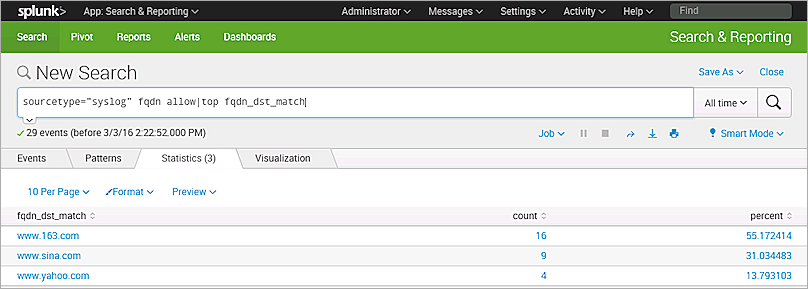 splunk> App: Search & Reporting Administrator Messages Settings Activity Help Find
Search Pivot Reports Alerts Dashboards Search & Reporting
New Search Save As Close
sourcetype="syslog" fqdn allow|top fqdn_dst_match All time
29 events (before 3/3/16 2:22:52.000 PM) Job Smart Mode
Events Patterns Statistics (3) Visualization
10 Per Page Format Preview
fqdn_dst_match count percent
www.163.com 16 55.172414
www.sina.com 9 31.034483
www.yahoo.com 4 13.793103